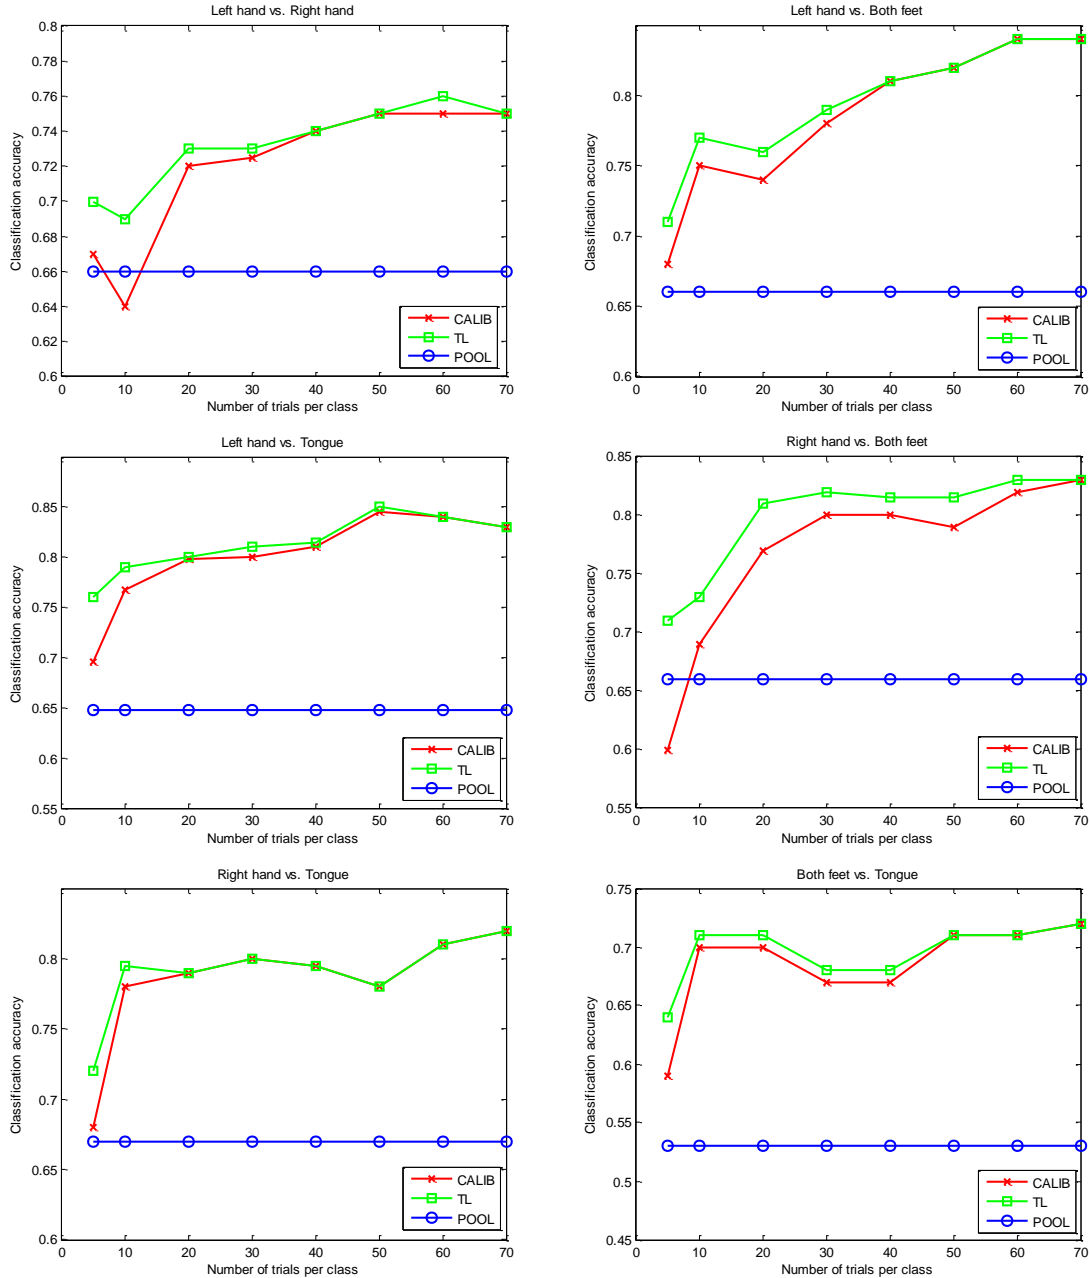 Left hand vs. Right hand
Classification accuracy
0.8
0.78
0.76
0.74
0.72
0.7
0.68
0.66
0.64
0.62
0.6
0 10 20 30 40 50 60 70
Number of trials per class
CALIB
TL
POOL
Left hand vs. Both feet
Classification accuracy
0.8
0.75
0.7
0.65
0.6
0 10 20 30 40 50 60 70
Number of trials per class
CALIB
TL
POOL
Left hand vs. Tongue
Classification accuracy
0.85
0.8
0.75
0.7
0.65
0.6
0.55
0 10 20 30 40 50 60 70
Number of trials per class
CALIB
TL
POOL
Right hand vs. Both feet
Classification accuracy
0.85
0.8
0.75
0.7
0.65
0.6
0.55
0 10 20 30 40 50 60 70
Number of trials per class
CALIB
TL
POOL
Right hand vs. Tongue
Classification accuracy
0.8
0.75
0.7
0.65
0.6
0 10 20 30 40 50 60 70
Number of trials per class
CALIB
TL
POOL
Both feet vs. Tongue
Classification accuracy
0.75
0.7
0.65
0.6
0.55
0.5
0.45
0 10 20 30 40 50 60 70
Number of trials per class
CALIB
TL
POOL